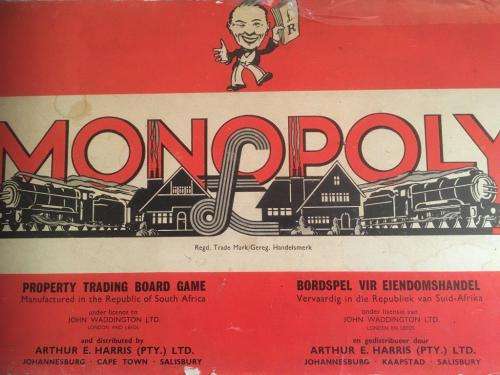 LR
MONOPOLY
£
Regd. Trade Mark/Gereg. Handelsmerk
PROPERTY TRADING BOARD GAME
Manufactured in the Republic of South Africa
under licence to
JOHN WADDINGTON LTD.
LONDON AND LEEDS
and distributed by
ARTHUR E. HARRIS (PTY.) LTD.
JOHANNESBURG · CAPE TOWN · SALISBURY
BORDSPEL VIR EIENDOMSHANDEL
Vervaardig in die Republiek van Suid-Afrika
onder lisensie van
JOHN WADDINGTON LTD.
LONDON EN LEEDS
en gedistribueer deur
ARTHUR E. HARRIS (PTY.) LTD.
JOHANNESBURG · KAAPSTAD · SALISBURY